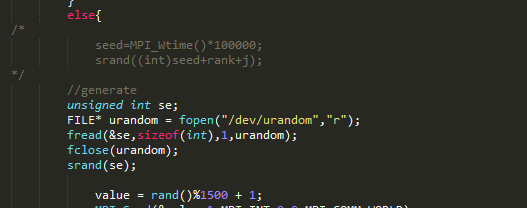 }
else{
/*
seed=MPI_Wtime()*100000;
srand((int)seed+rank+j);
*/
//generate
unsigned int se;
FILE* urandom = fopen("/dev/urandom","r");
fread(&se,sizeof(int),1,urandom);
fclose(urandom);
srand(se);
value = rand()%1500 + 1;